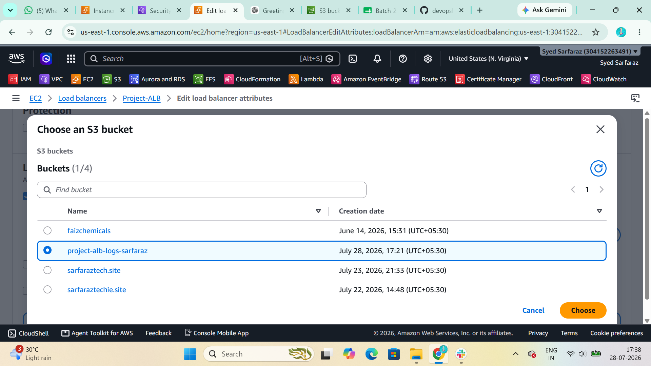 (5) Wha
Instan
Securi
Edit lo
Greetin
S3 buck
Batch
devopl
Ask Gemini
us-east-1.console.aws.amazon.com/ec2/home?region=us-east-1#LoadBalancerEditAttributes:loadBalancerArn=arn:aws:elasticloadbalancing:us-east-1:3041522...
aws
Search
[Alt+S]
United States (N. Virginia)
Syed Sarfaraz (304152263491)
Syed Sarfaraz
IAM VPC EC2 S3 Aurora and RDS EFS CloudFormation Lambda Amazon EventBridge Route 53 Certificate Manager CloudFront CloudWatch
EC2 > Load balancers > Project-ALB > Edit load balancer attributes
Protection
Choose an S3 bucket
S3 buckets
Buckets (1/4)
Find bucket
1
Name Creation date
faizchemicals June 14, 2026, 15:31 (UTC+05:30)
project-alb-logs-sarfaraz July 28, 2026, 17:21 (UTC+05:30)
sarfaraztech.site July 23, 2026, 21:33 (UTC+05:30)
sarfaraztechie.site July 22, 2026, 14:48 (UTC+05:30)
Cancel Choose
CloudShell Agent Toolkit for AWS Feedback Console Mobile App © 2026, Amazon Web Services, Inc. or its affiliates. Privacy Terms Cookie preferences
3
30°C
Light rain
Search
ENG
IN
17:38
28-07-2026